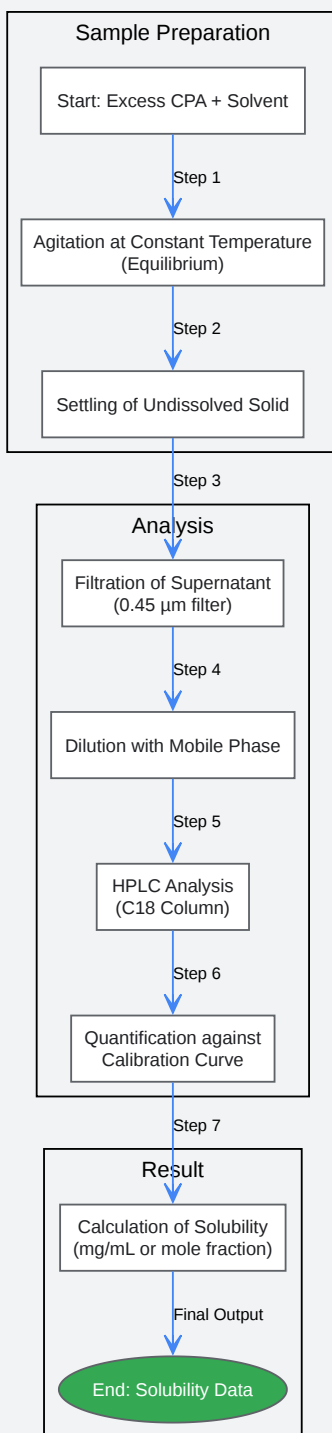 Sample Preparation
Start: Excess CPA + Solvent
Step 1
Agitation at Constant Temperature
(Equilibrium)
Step 2
Settling of Undissolved Solid
Step 3
Analysis
Filtration of Supernatant
(0.45 µm filter)
Step 4
Dilution with Mobile Phase
Step 5
HPLC Analysis
(C18 Column)
Step 6
Quantification against
Calibration Curve
Step 7
Result
Calculation of Solubility
(mg/mL or mole fraction)
Final Output
End: Solubility Data